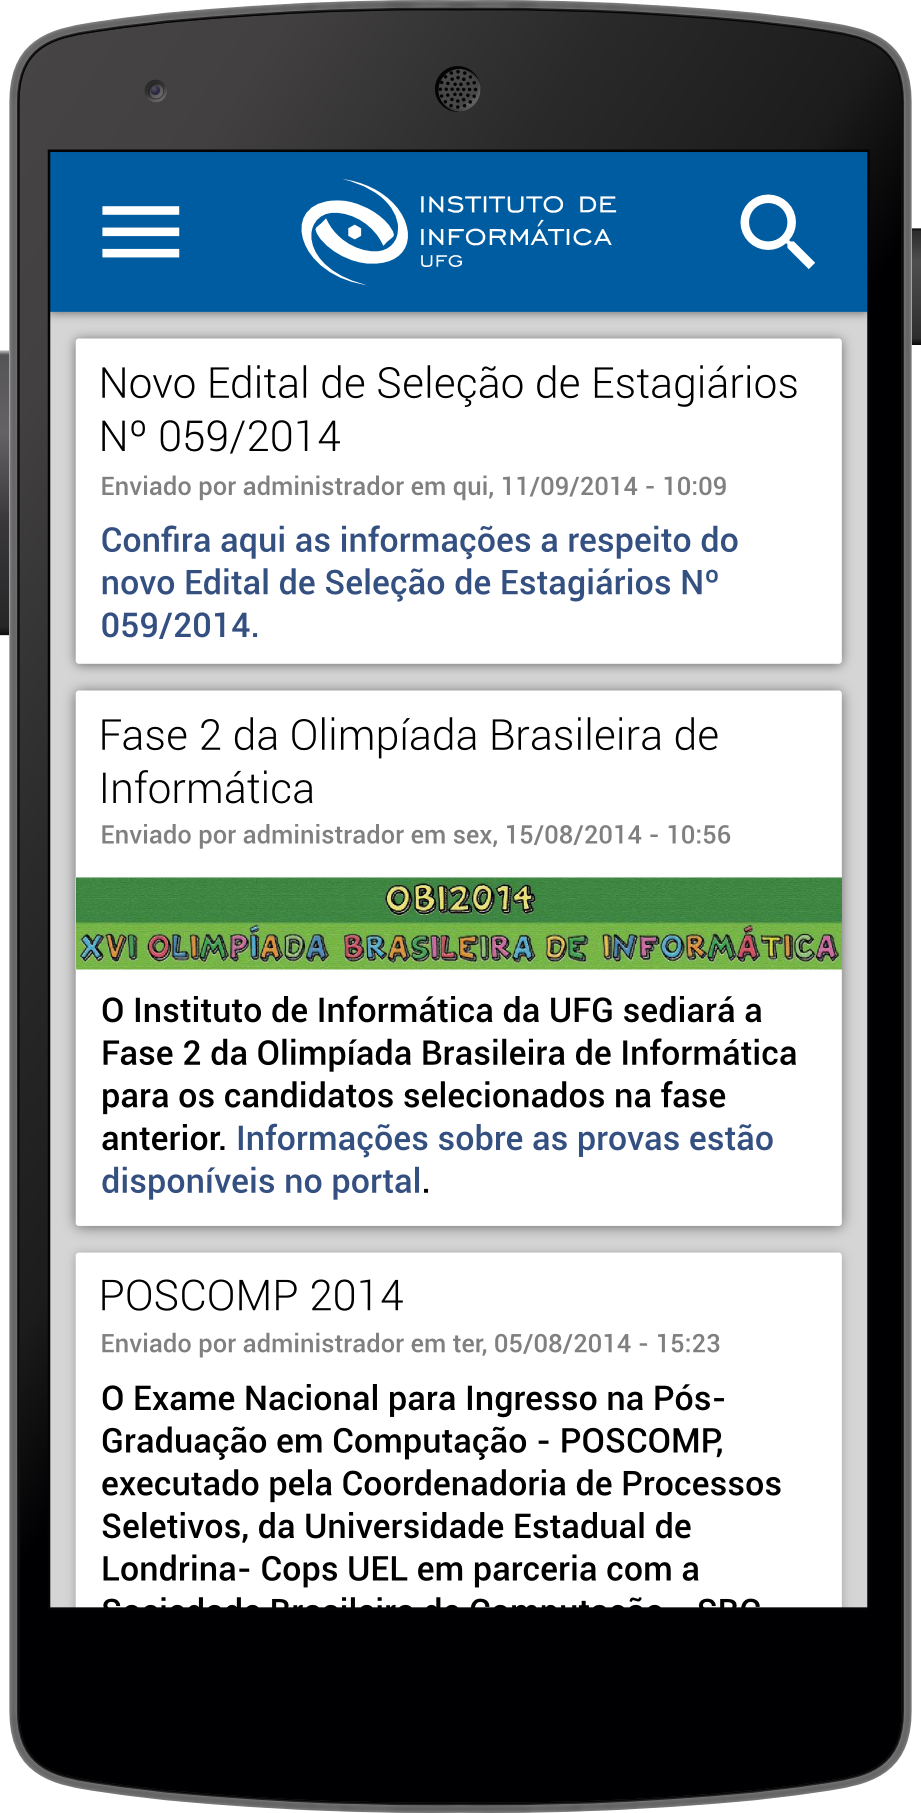 INSTITUTO DE
INFORMÁTICA
UFG
Novo Edital de Seleção de Estagiários
Nº 059/2014
Enviado por administrador em qui, 11/09/2014 - 10:09
Confira aqui as informações a respeito do
novo Edital de Seleção de Estagiários Nº
059/2014.
Fase 2 da Olimpíada Brasileira de
Informática
Enviado por administrador em sex, 15/08/2014 - 10:56
OBI2014
XVI OLIMPÍADA BRASILEIRA DE INFORMÁTICA
O Instituto de Informática da UFG sediará a
Fase 2 da Olimpíada Brasileira de Informática
para os candidatos selecionados na fase
anterior. Informações sobre as provas estão
disponíveis no portal.
POSCOMP 2014
Enviado por administrador em ter, 05/08/2014 - 15:23
O Exame Nacional para Ingresso na Pós-
Graduação em Computação - POSCOMP,
executado pela Coordenadoria de Processos
Seletivos, da Universidade Estadual de
Londrina- Cops UEL em parceria com a
Sociedade Brasileira de Computação - SBC